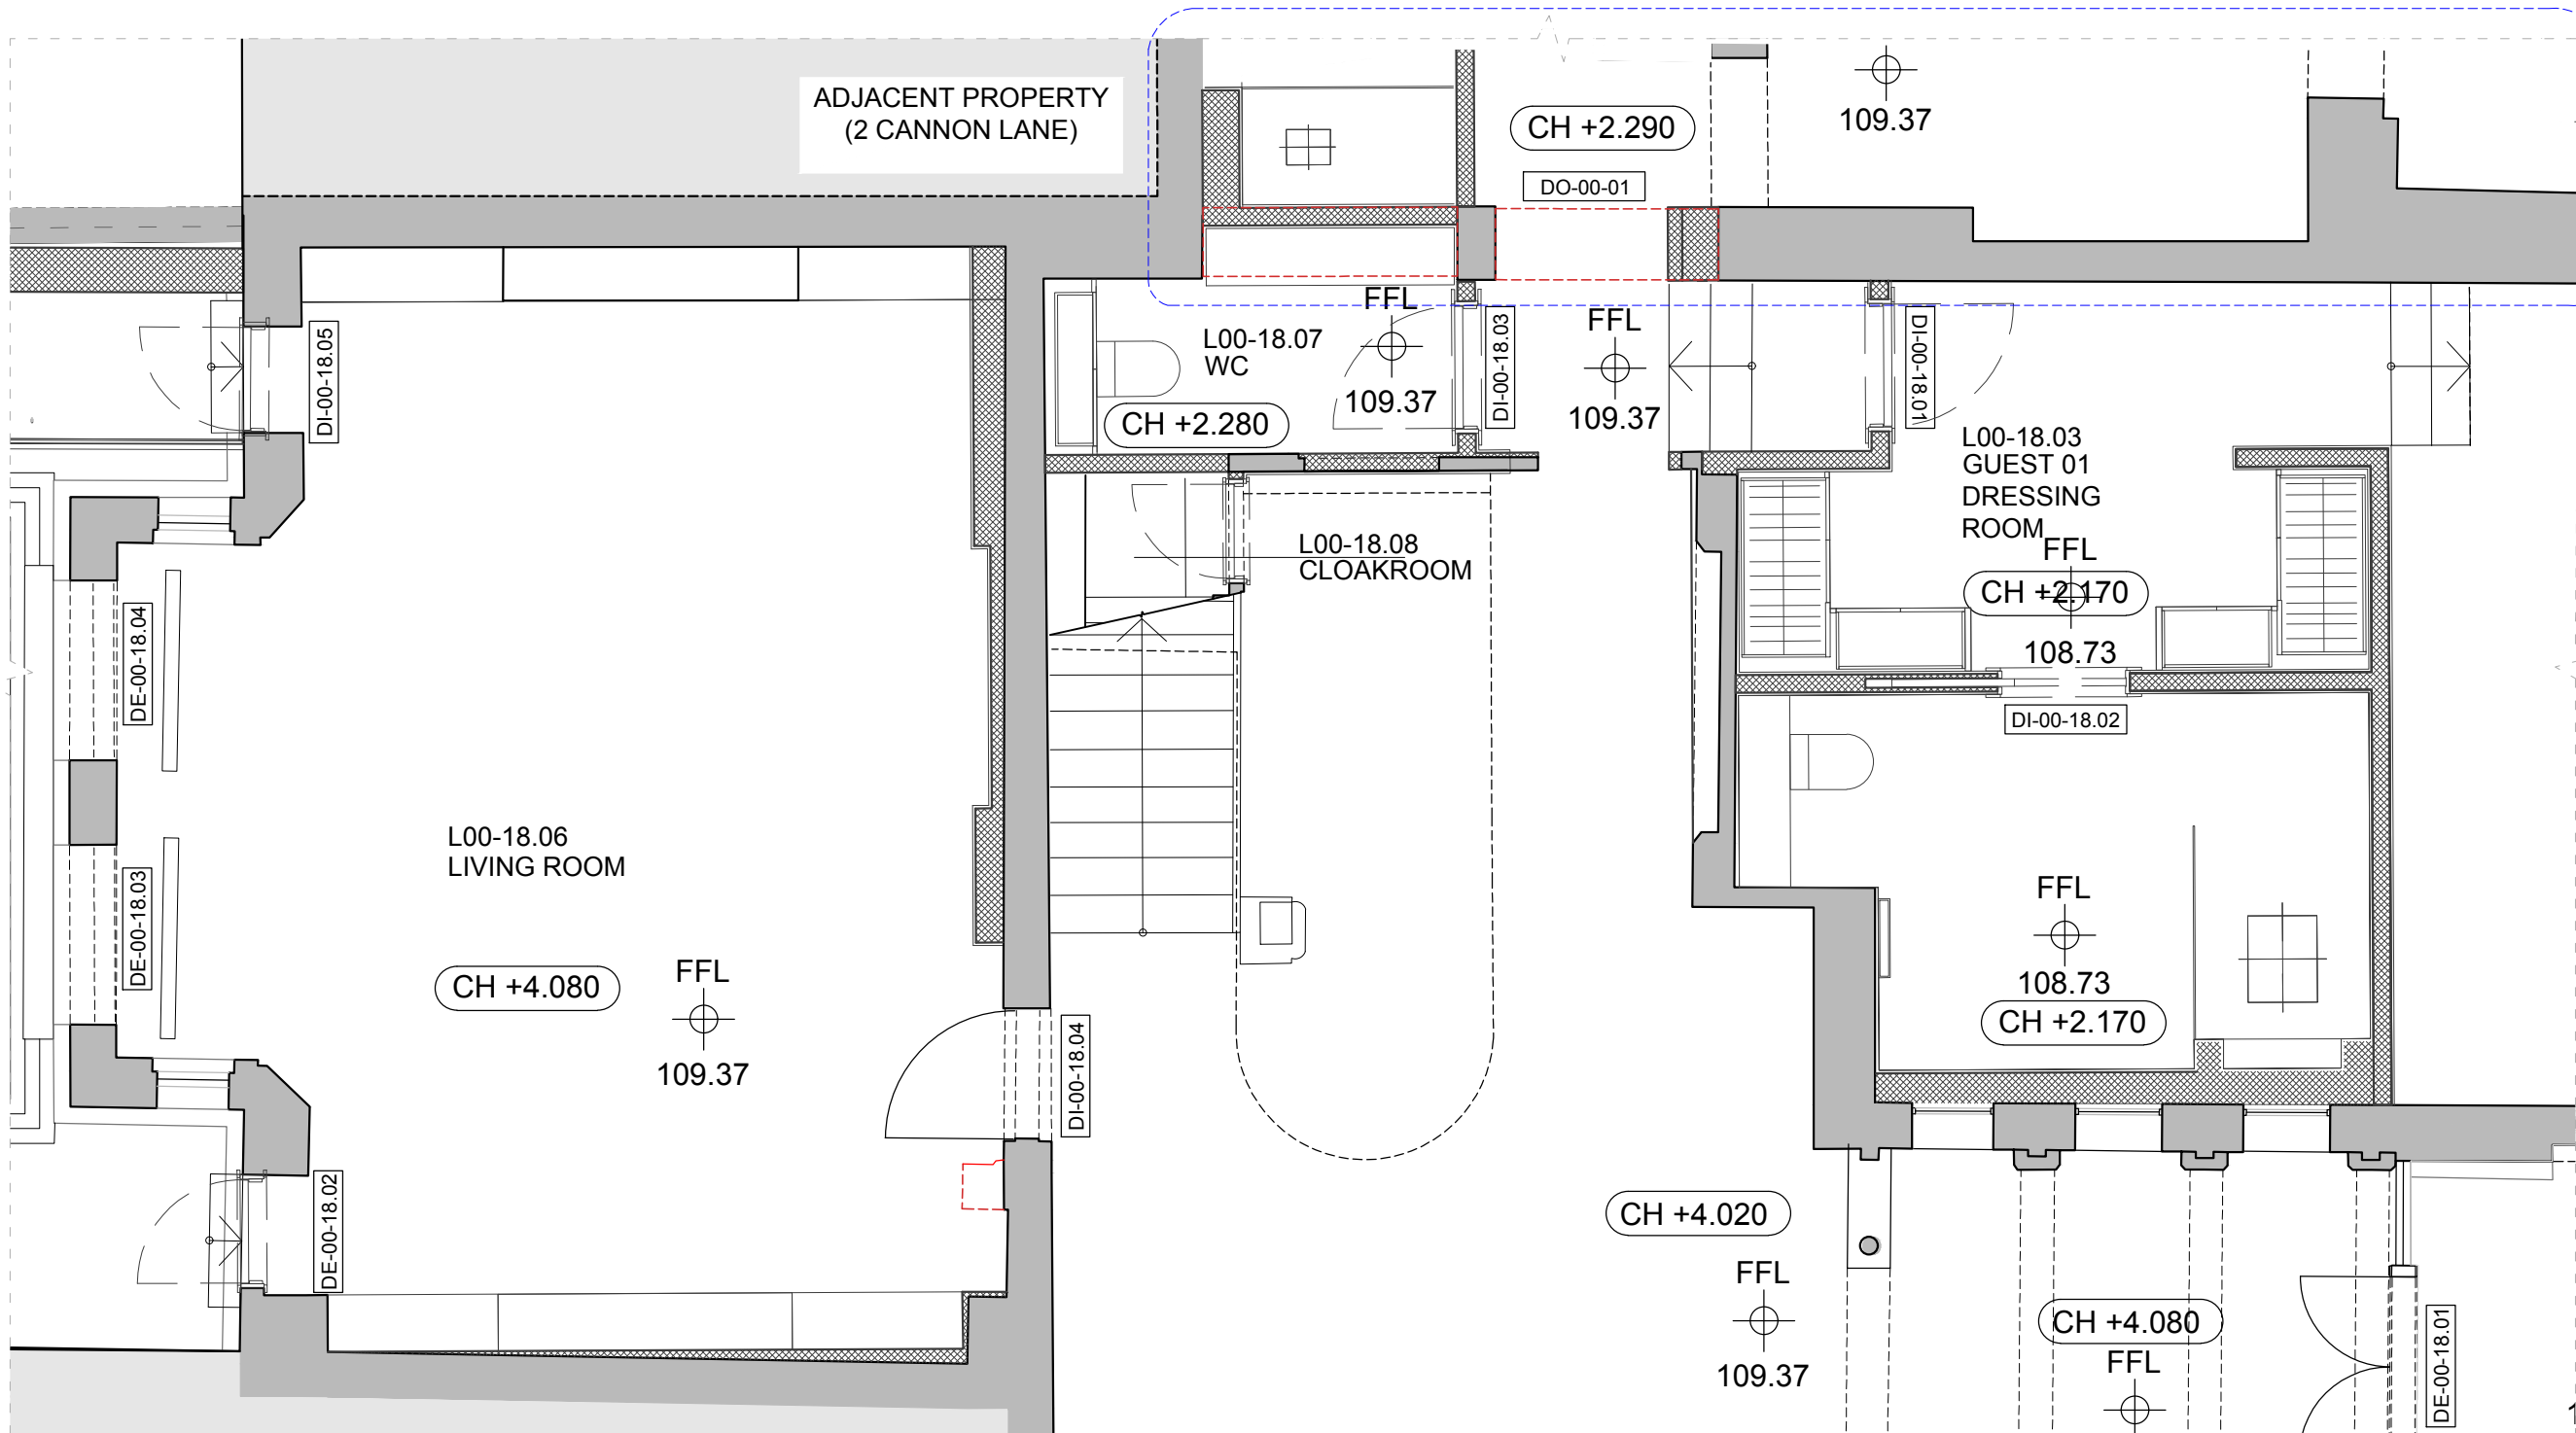 ADJACENT PROPERTY
(2 CANNON LANE)
CH +2.290
109.37
DO-00-01
DI-00-18.05
L00-18.07
WC
FFL
109.37
CH +2.280
DI-00-18.03
FFL
109.37
DI-00-18.01
L00-18.03
GUEST 01
DRESSING
ROOM
FFL
CH +2.170
108.73
L00-18.08
CLOAKROOM
DE-00-18.04
DI-00-18.02
L00-18.06
LIVING ROOM
DE-00-18.03
CH +4.080
FFL
109.37
FFL
108.73
CH +2.170
DI-00-18.04
DE-00-18.02
CH +4.020
FFL
109.37
CH +4.080
FFL
DE-00-18.01